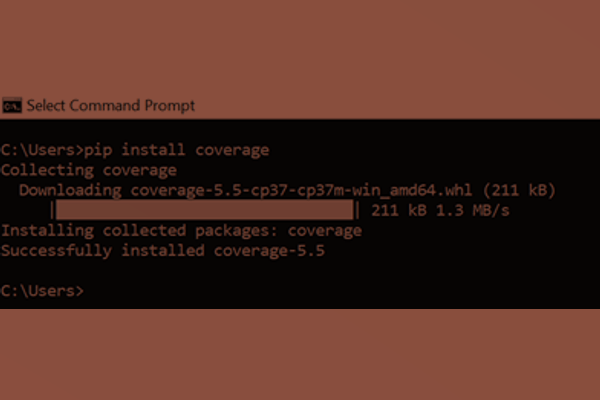 Select Command Prompt
C:\Users>pip install coverage
Collecting coverage
Downloading coverage-5.5-cp37-cp37m-win_amd64.whl (211 kB)
| | 211 kB 1.3 MB/s
Installing collected packages: coverage
Successfully installed coverage-5.5
C:\Users>